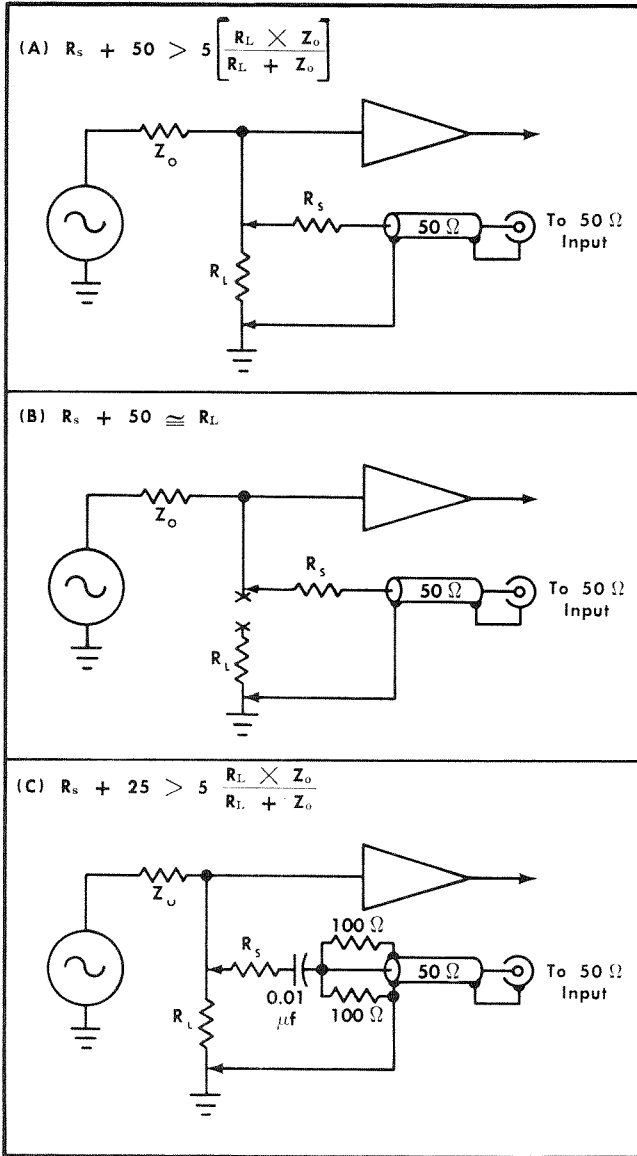 (A) Rs + 50 > 5 [ RL × Zo / RL + Zo ]
Zo
Rs
50 Ω
To 50 Ω
Input
RL
(B) Rs + 50 ≅ RL
Zo
Rs
50 Ω
To 50 Ω
Input
RL
(C) Rs + 25 > 5 RL × Zo / RL + Zo
Zo
100 Ω
Rs
50 Ω
To 50 Ω
Input
0.01
μf
100 Ω
RL